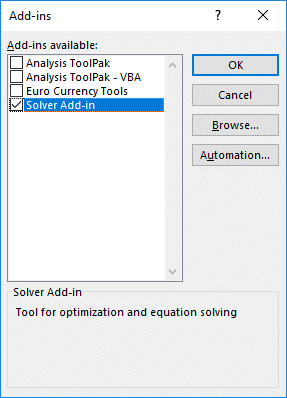 Add-ins
?
Add-ins available:
Analysis ToolPak
Analysis ToolPak - VBA
Euro Currency Tools
Solver Add-in
OK
Cancel
Browse...
Automation...
Solver Add-in
Tool for optimization and equation solving